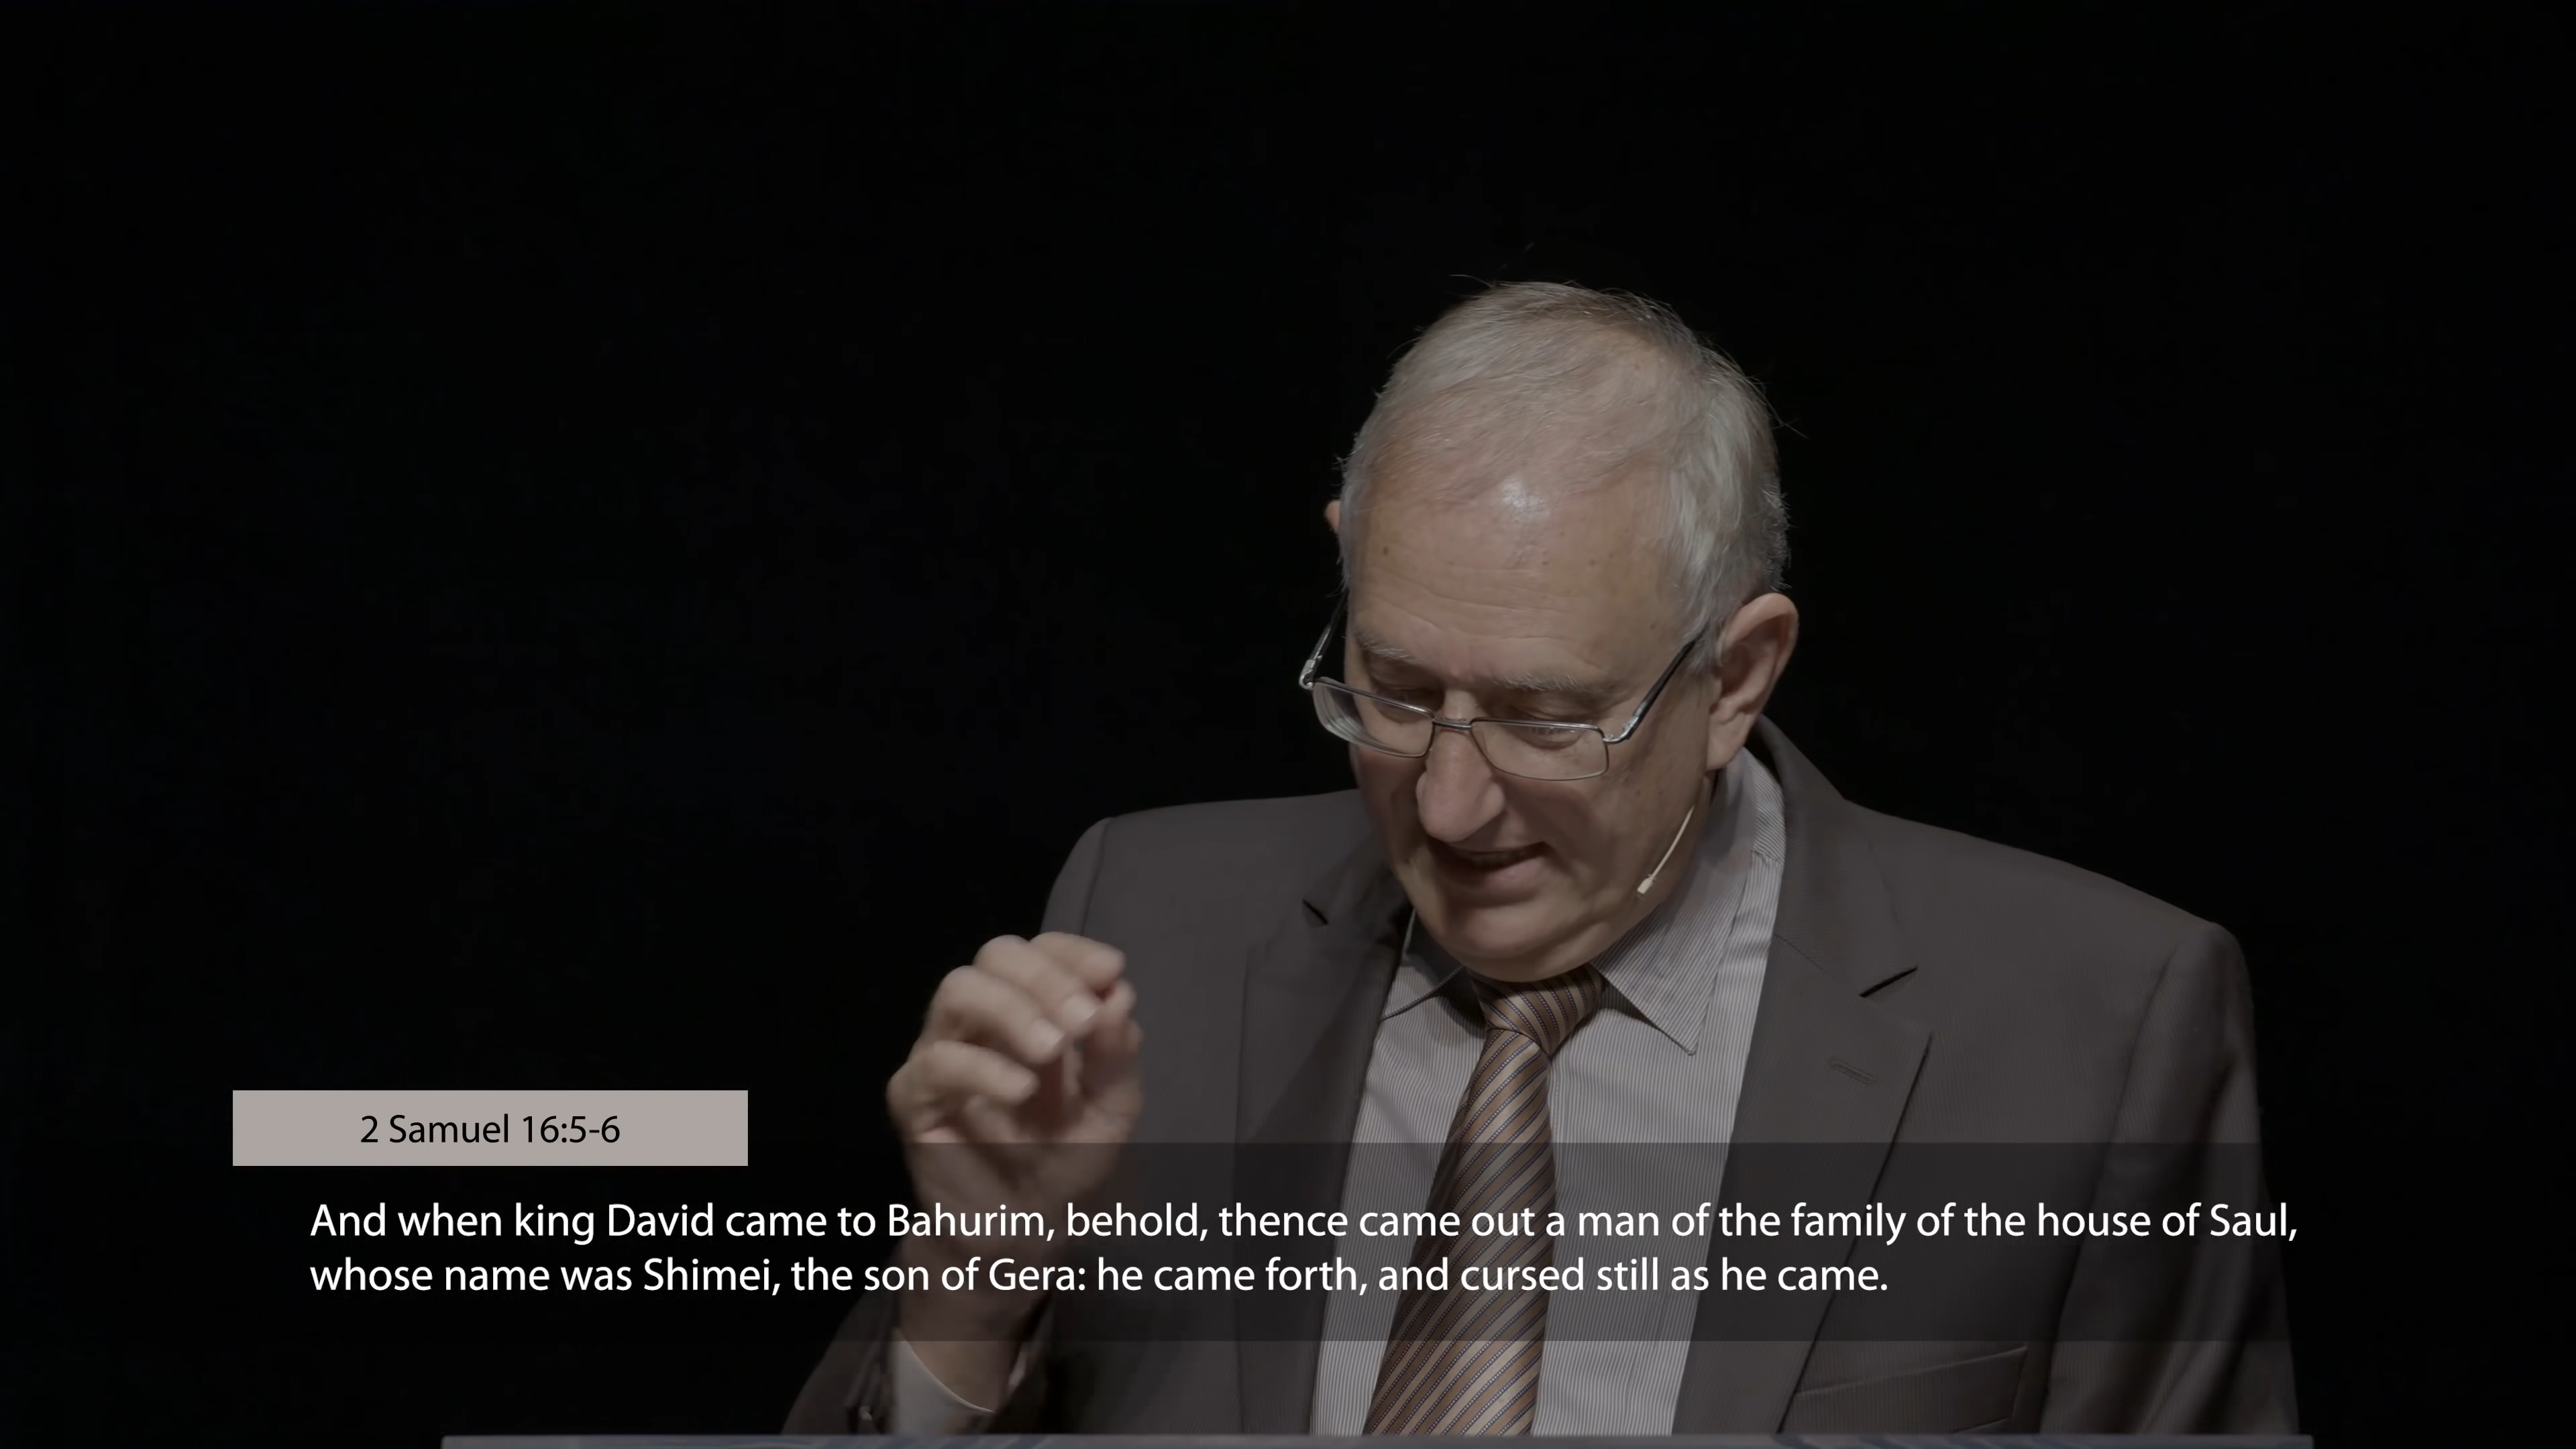 2 Samuel 16:5-6
And when king David came to Bahurim, behold, thence came out a man of the family of the house of Saul,
whose name was Shimei, the son of Gera: he came forth, and cursed still as he came.